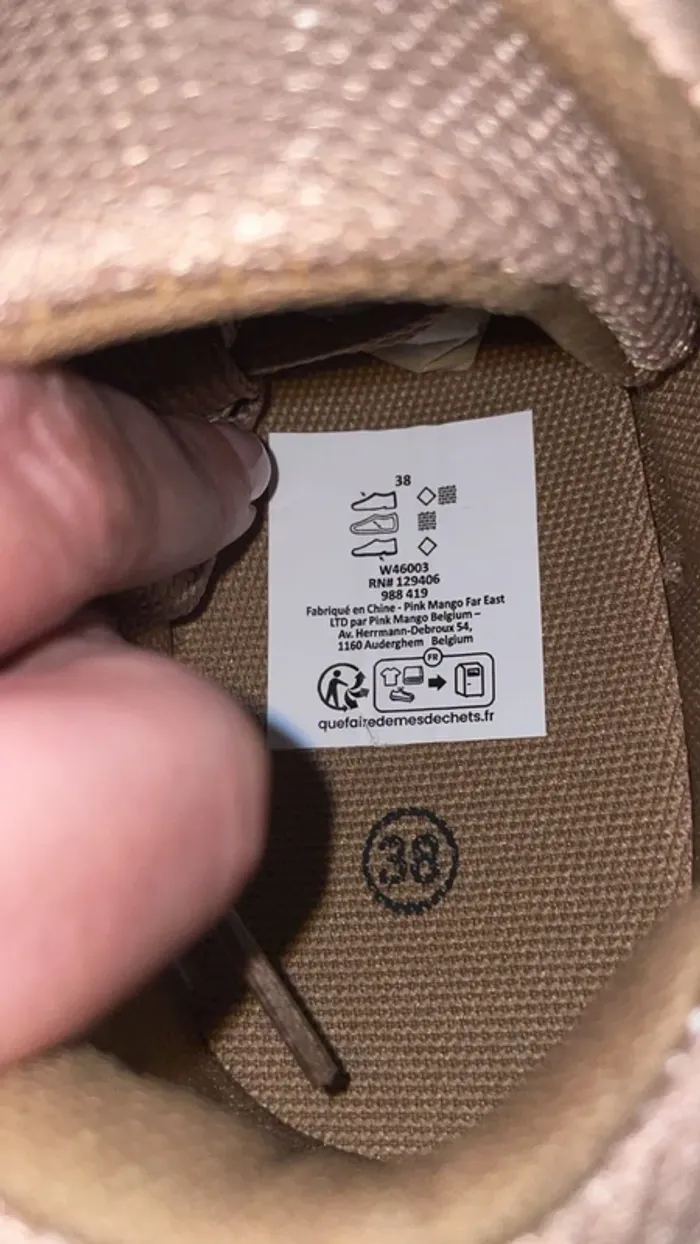 38
W46003
RN# 129406
988 419
Fabriqué en Chine - Pink Mango Far East
LTD par Pink Mango Belgium –
Av. Herrmann-Debroux 54,
1160 Auderghem Belgium
FR
quefairedemesdechets.fr
38